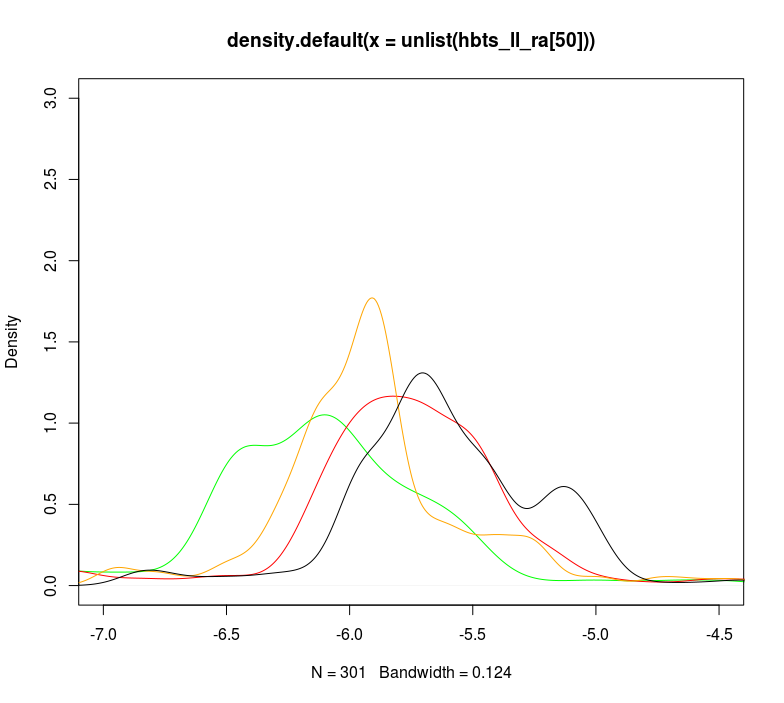 density.default(x = unlist(hbts_ll_ra[50]))
Density
3.0
2.5
2.0
1.5
1.0
0.5
0.0
-7.0 -6.5 -6.0 -5.5 -5.0 -4.5
N = 301 Bandwidth = 0.124